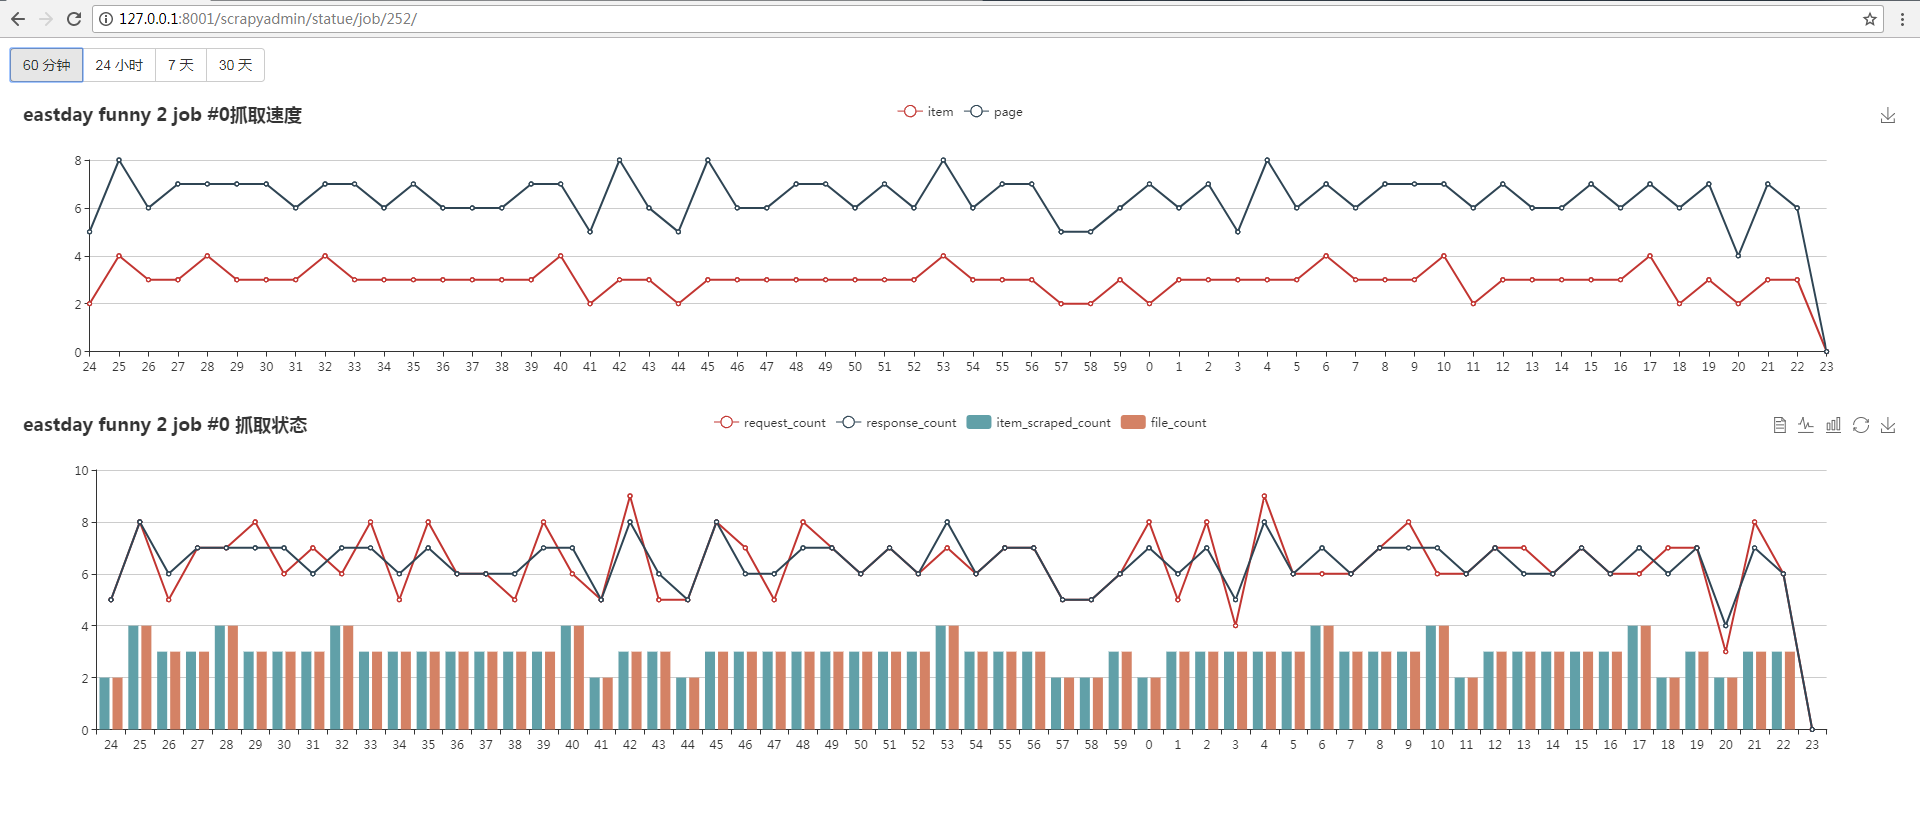 127.0.0.1:8001/scrapyadmin/statue/job/252/
60 分钟 24 小时 7 天 30 天
eastday funny 2 job #0抓取速度
item page
8
6
4
2
0
24 25 26 27 28 29 30 31 32 33 34 35 36 37 38 39 40 41 42 43 44 45 46 47 48 49 50 51 52 53 54 55 56 57 58 59 0 1 2 3 4 5 6 7 8 9 10 11 12 13 14 15 16 17 18 19 20 21 22 23
eastday funny 2 job #0 抓取状态
request_count response_count item_scraped_count file_count
10
8
6
4
2
0
24 25 26 27 28 29 30 31 32 33 34 35 36 37 38 39 40 41 42 43 44 45 46 47 48 49 50 51 52 53 54 55 56 57 58 59 0 1 2 3 4 5 6 7 8 9 10 11 12 13 14 15 16 17 18 19 20 21 22 23